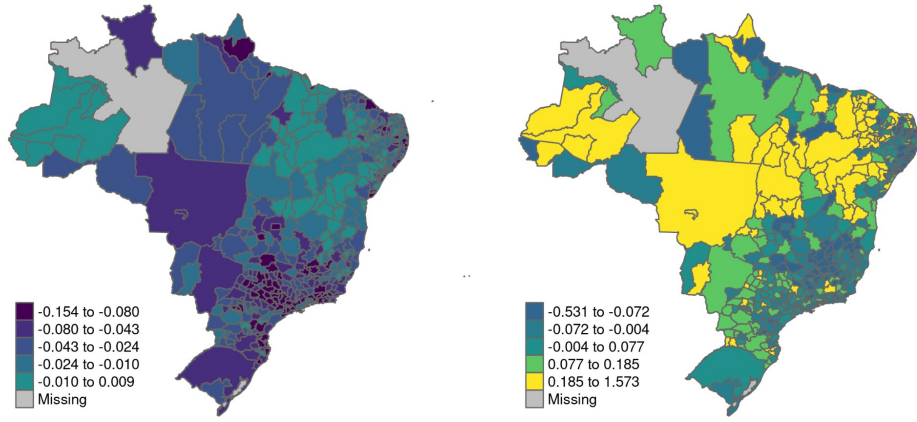 -0.154 to -0.080
-0.080 to -0.043
-0.043 to -0.024
-0.024 to -0.010
-0.010 to 0.009
Missing
-0.531 to -0.072
-0.072 to -0.004
-0.004 to 0.077
0.077 to 0.185
0.185 to 1.573
Missing